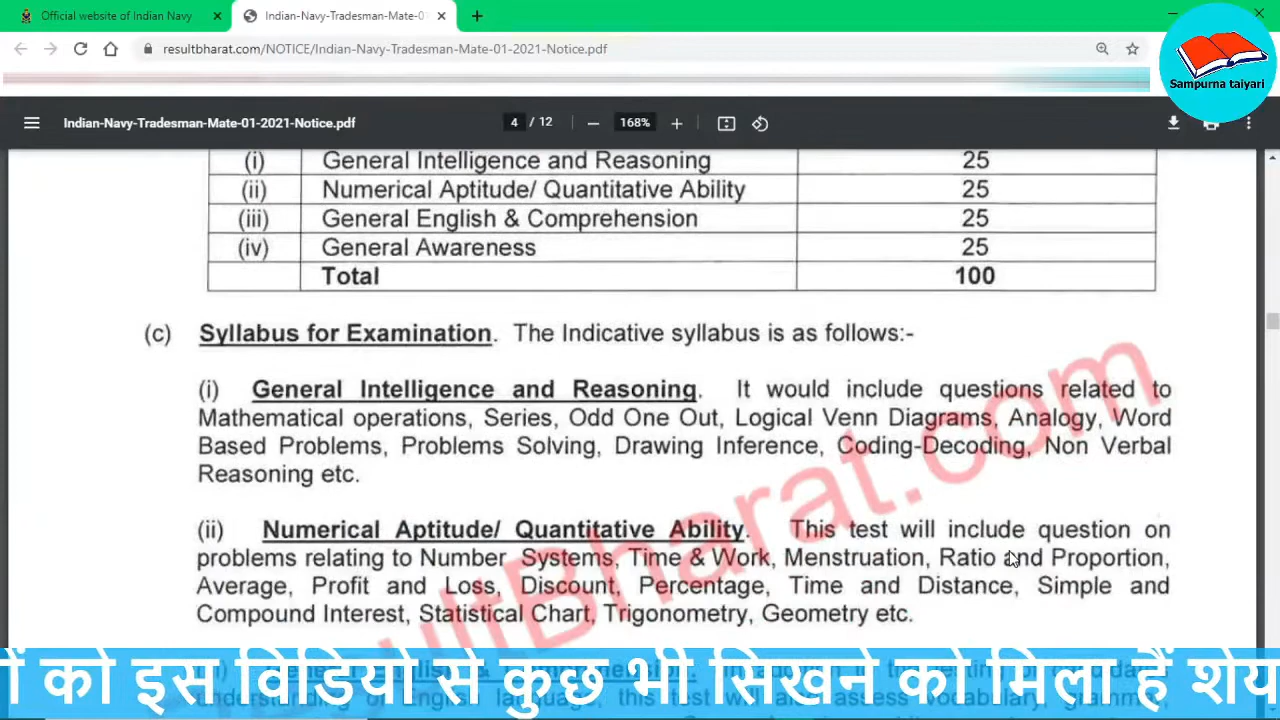 Official website of Indian Navy
Indian-Navy-Tradesman-Mate-0
resultbharat.com/NOTICE/Indian-Navy-Tradesman-Mate-01-2021-Notice.pdf
Sampurna taiyari
Indian-Navy-Tradesman-Mate-01-2021-Notice.pdf 4 / 12 168%
(i) General Intelligence and Reasoning 25
(ii) Numerical Aptitude/ Quantitative Ability 25
(iii) General English & Comprehension 25
(iv) General Awareness 25
Total 100
(c) Syllabus for Examination. The Indicative syllabus is as follows:-
(i) General Intelligence and Reasoning. It would include questions related to
Mathematical operations, Series, Odd One Out, Logical Venn Diagrams, Analogy, Word
Based Problems, Problems Solving, Drawing Inference, Coding-Decoding, Non Verbal
Reasoning etc.
(ii) Numerical Aptitude/ Quantitative Ability. This test will include question on
problems relating to Number Systems, Time & Work, Menstruation, Ratio and Proportion,
Average, Profit and Loss, Discount, Percentage, Time and Distance, Simple and
Compound Interest, Statistical Chart, Trigonometry, Geometry etc.
ultBharat.com
को इस विडियो से कुछ भी सिखने को मिला हैं शेय